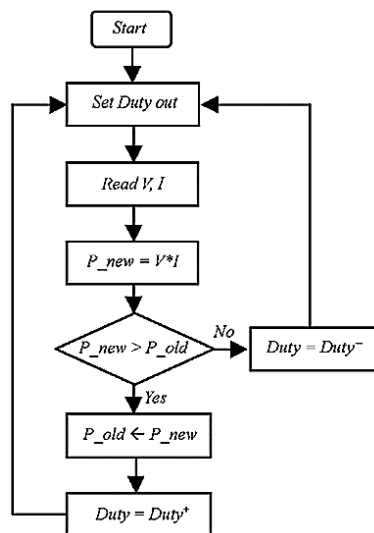 Start
Set Duty out
Read V, I
P_new = V*I
P_new > P_old
No
Duty = Duty⁻
Yes
P_old ← P_new
Duty = Duty⁺